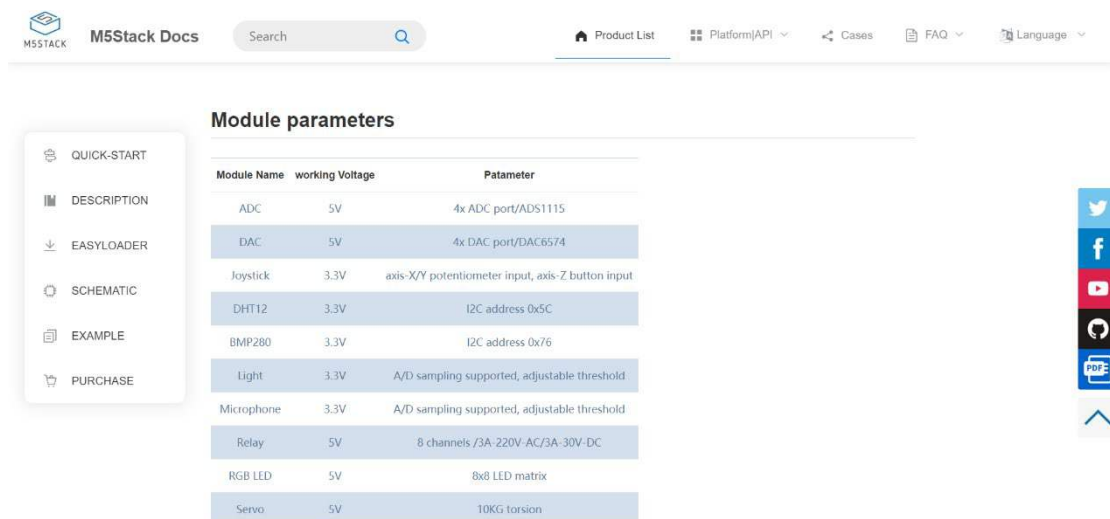 M5STACK
M5Stack Docs
Search
Product List
Platform|API
Cases
FAQ
Language
Module parameters
QUICK-START
DESCRIPTION
EASYLOADER
SCHEMATIC
EXAMPLE
PURCHASE
Module Name working Voltage Patameter
ADC 5V 4x ADC port/ADS1115
DAC 5V 4x DAC port/DAC6574
Joystick 3.3V axis-X/Y potentiometer input, axis-Z button input
DHT12 3.3V I2C address 0x5C
BMP280 3.3V I2C address 0x76
Light 3.3V A/D sampling supported, adjustable threshold
Microphone 3.3V A/D sampling supported, adjustable threshold
Relay 5V 8 channels /3A-220V-AC/3A-30V-DC
RGB LED 5V 8x8 LED matrix
Servo 5V 10KG torsion
PDF